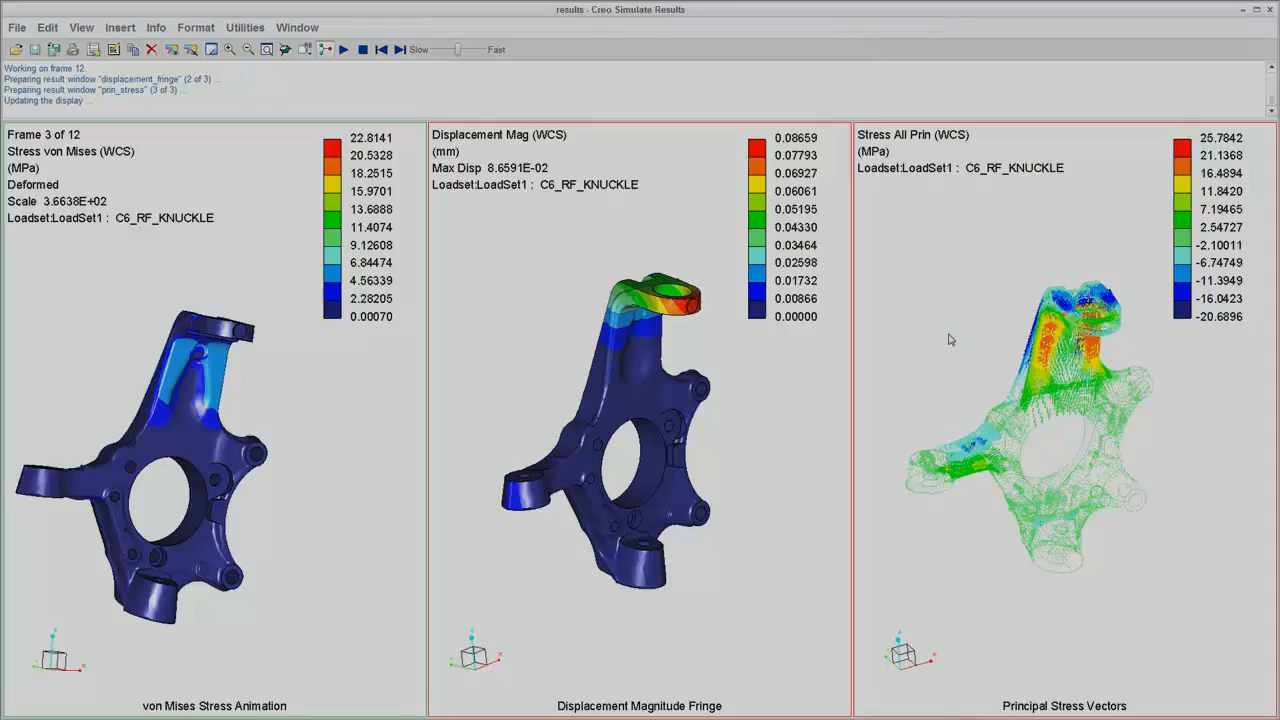 results - Creo Simulate Results
File Edit View Insert Info Format Utilities Window
Slow Fast
Working on frame 12.
Preparing result window "displacement_fringe" (2 of 3) ...
Preparing result window "prin_stress" (3 of 3) ...
Updating the display ...
Frame 3 of 12
Stress von Mises (WCS)
(MPa)
Deformed
Scale 3.6638E+02
Loadset:LoadSet1 : C6_RF_KNUCKLE
22.8141
20.5328
18.2515
15.9701
13.6888
11.4074
9.12608
6.84474
4.56339
2.28205
0.00070
von Mises Stress Animation
Displacement Mag (WCS)
(mm)
Max Disp 8.6591E-02
Loadset:LoadSet1 : C6_RF_KNUCKLE
0.08659
0.07793
0.06927
0.06061
0.05195
0.04330
0.03464
0.02598
0.01732
0.00866
0.00000
Displacement Magnitude Fringe
Stress All Prin (WCS)
(MPa)
Loadset:LoadSet1 : C6_RF_KNUCKLE
25.7842
21.1368
16.4894
11.8420
7.19465
2.54727
-2.10011
-6.74749
-11.3949
-16.0423
-20.6896
Principal Stress Vectors